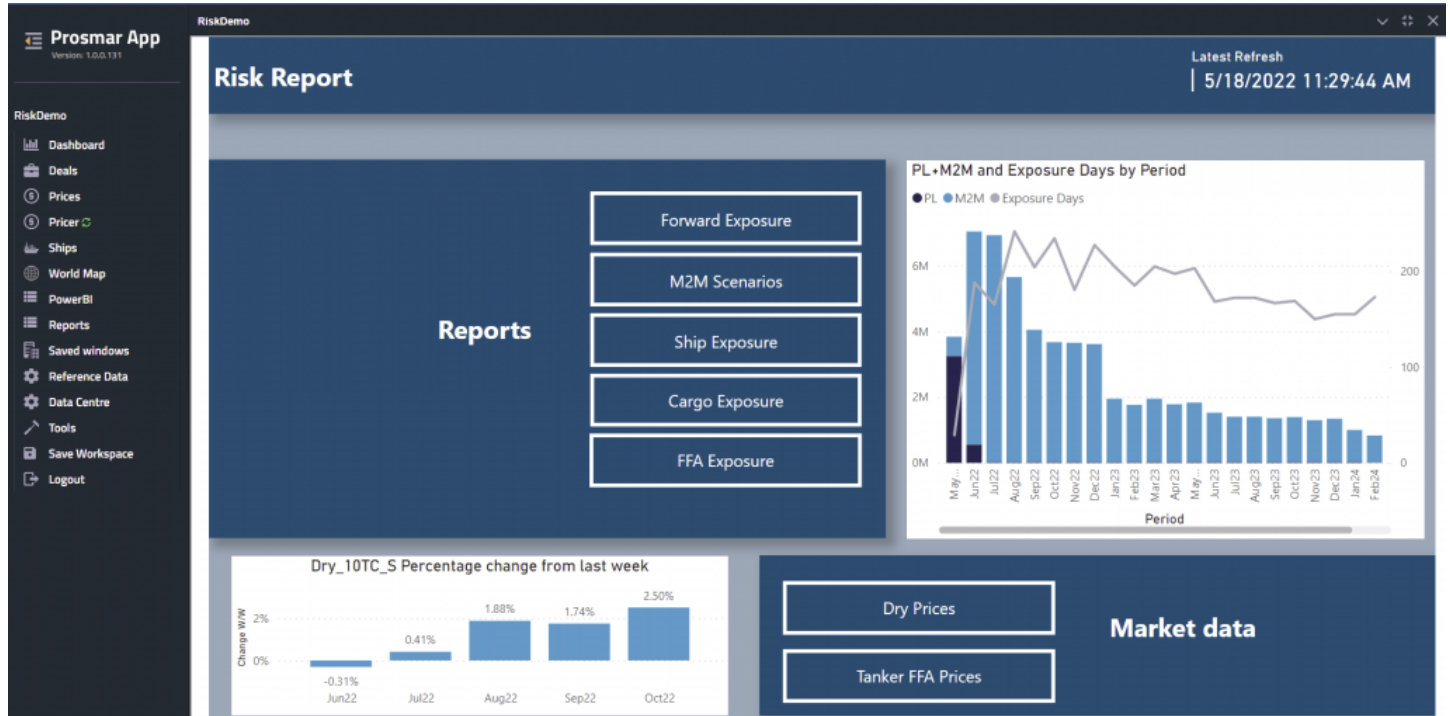 RiskDemo
Prosmar App
Version: 1.0.0.131
RiskDemo
Dashboard
Deals
Prices
Pricer
Ships
World Map
PowerBI
Reports
Saved windows
Reference Data
Data Centre
Tools
Save Workspace
Logout
Risk Report
Latest Refresh
5/18/2022 11:29:44 AM
Reports
Forward Exposure
M2M Scenarios
Ship Exposure
Cargo Exposure
FFA Exposure
PL+M2M and Exposure Days by Period
PL M2M Exposure Days
6M
4M
2M
0M
200
100
0
May...
Jun22
Jul22
Aug22
Sep22
Oct22
Nov22
Dec22
Jan23
Feb23
Mar23
Apr23
May...
Jun23
Jul23
Aug23
Sep23
Oct23
Nov23
Dec23
Jan24
Feb24
Period
Dry_10TC_S Percentage change from last week
Change W/W
2%
0%
-0.31%
0.41%
1.88%
1.74%
2.50%
Jun22 Jul22 Aug22 Sep22 Oct22
Dry Prices
Tanker FFA Prices
Market data